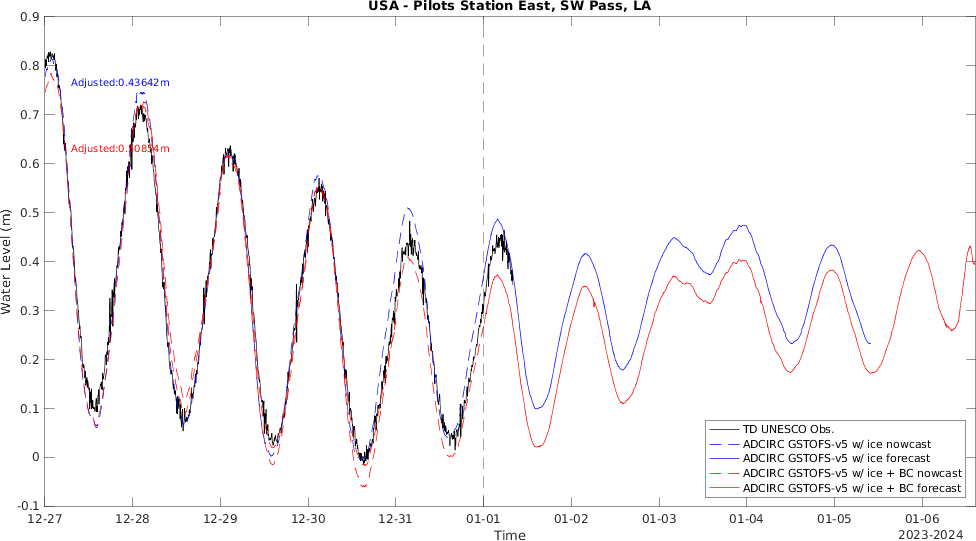 USA - Pilots Station East, SW Pass, LA
0.9
0.8
0.7
0.6
0.5
0.4
0.3
0.2
0.1
0
-0.1
Water Level (m)
Adjusted:0.43642m
TD UNESCO Obs.
ADCIRC GSTOFS-v5 w/ ice nowcast
ADCIRC GSTOFS-v5 w/ ice forecast
ADCIRC GSTOFS-v5 w/ ice + BC nowcast
ADCIRC GSTOFS-v5 w/ ice + BC forecast
12-27 12-28 12-29 12-30 12-31 01-01 01-02 01-03 01-04 01-05 01-06
Time
2023-2024